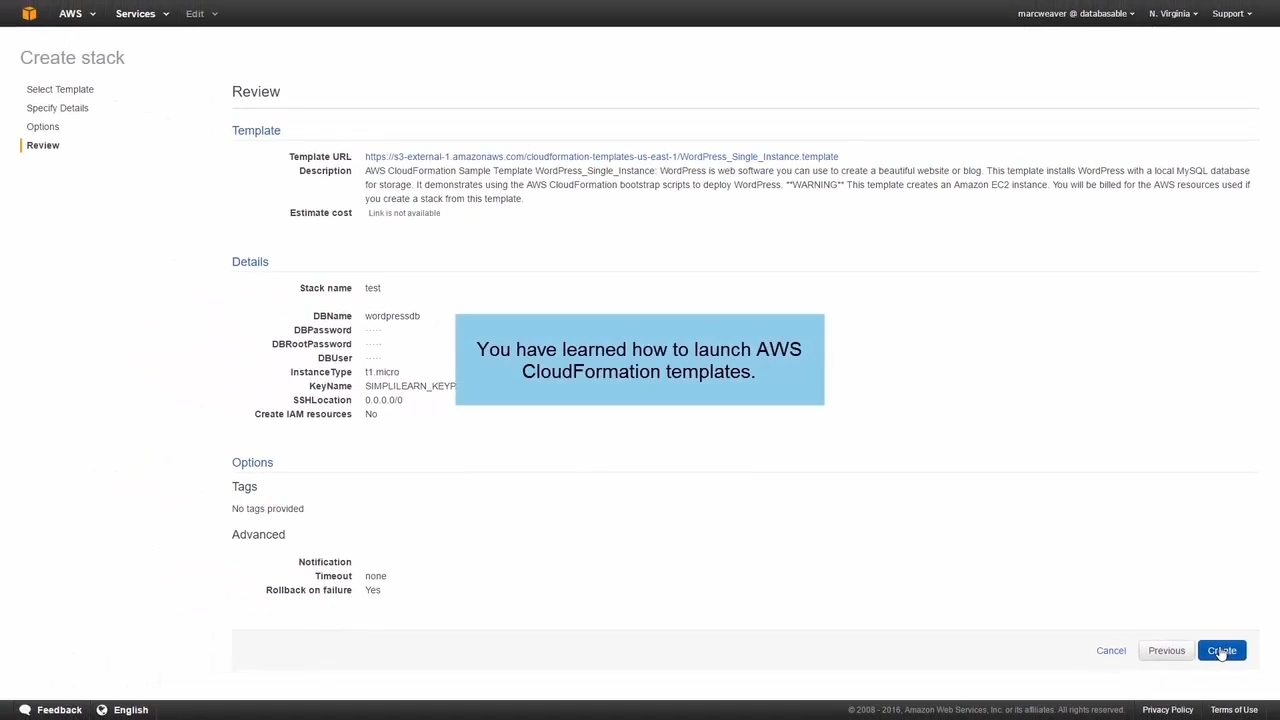 AWS Services Edit marcweaver @ databasable N. Virginia Support
Create stack
Select Template
Specify Details
Options
Review
Review
Template
Template URL https://s3-external-1.amazonaws.com/cloudformation-templates-us-east-1/WordPress_Single_Instance.template
Description AWS CloudFormation Sample Template WordPress_Single_Instance: WordPress is web software you can use to create a beautiful website or blog. This template installs WordPress with a local MySQL database
for storage. It demonstrates using the AWS CloudFormation bootstrap scripts to deploy WordPress. **WARNING** This template creates an Amazon EC2 instance. You will be billed for the AWS resources used if
you create a stack from this template.
Estimate cost Link is not available
Details
Stack name test
DBName wordpressdb
DBPassword ·····
DBRootPassword ·····
DBUser ·····
InstanceType t1.micro
KeyName SIMPLILEARN_KEYP
SSHLocation 0.0.0.0/0
Create IAM resources No
You have learned how to launch AWS
CloudFormation templates.
Options
Tags
No tags provided
Advanced
Notification
Timeout none
Rollback on failure Yes
Cancel Previous Create
Feedback English © 2008 - 2016, Amazon Web Services, Inc. or its affiliates. All rights reserved. Privacy Policy Terms of Use